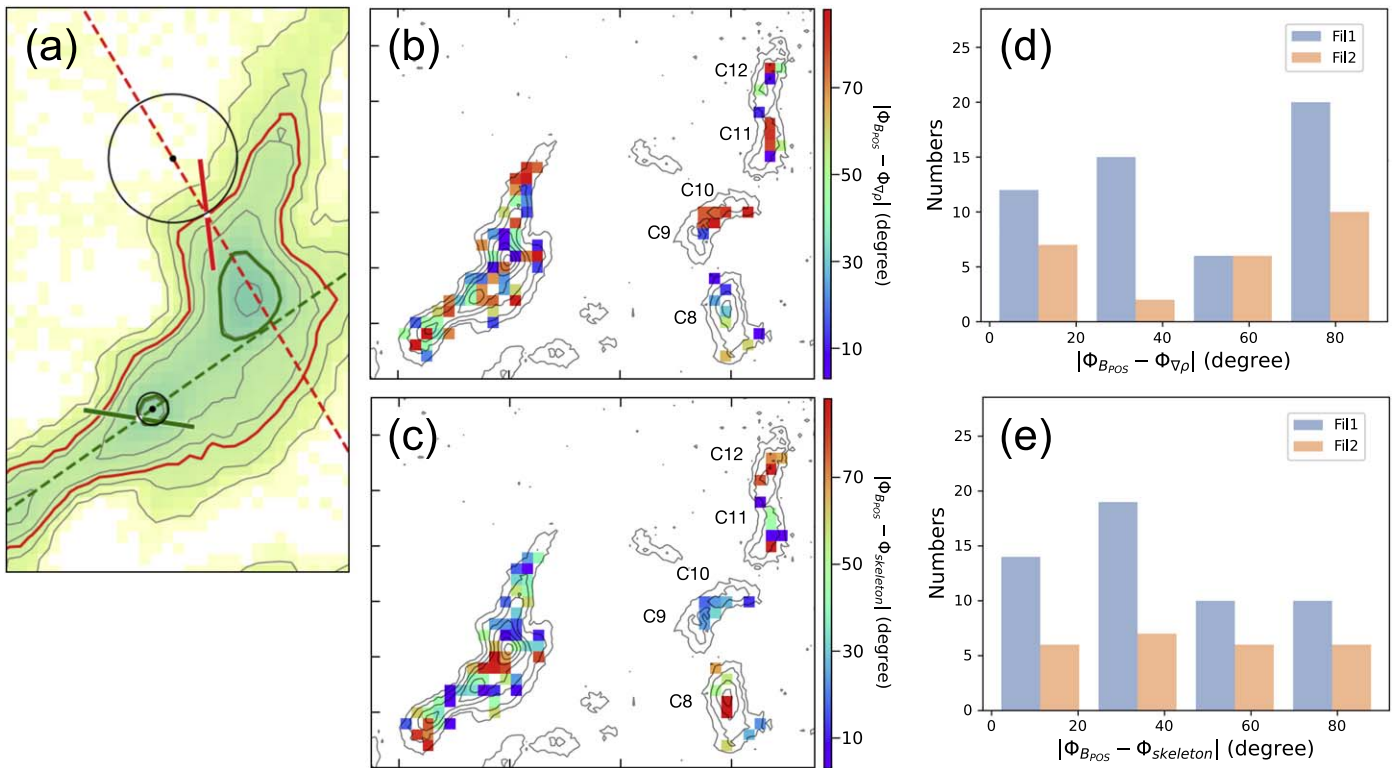 (a)
(b)
C12
C11
C10
C9
C8
70
50
30
10
|Φ_{B_{POS}} − Φ_{∇ρ}| (degree)
(c)
C12
C11
C10
C9
C8
70
50
30
10
|Φ_{B_{POS}} − Φ_{skeleton}| (degree)
(d)
Fil1
Fil2
Numbers
25
20
15
10
5
0
0 20 40 60 80
|Φ_{B_{POS}} − Φ_{∇ρ}| (degree)
(e)
Fil1
Fil2
Numbers
25
20
15
10
5
0
0 20 40 60 80
|Φ_{B_{POS}} − Φ_{skeleton}| (degree)